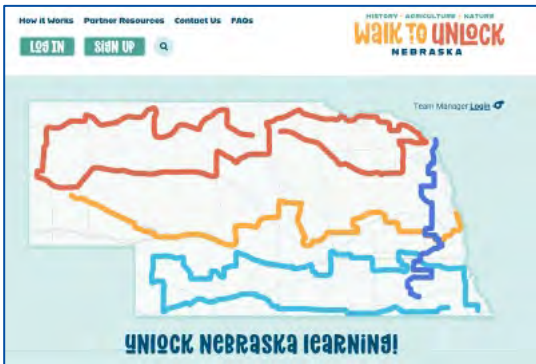 How it Works Partner Resources Contact Us FAQs
LOG IN SIGN UP
HISTORY · AGRICULTURE · NATURE
WALK TO UNLOCK
NEBRASKA
Team Manager Login
UNLOCK NEBRASKA LEARNING!